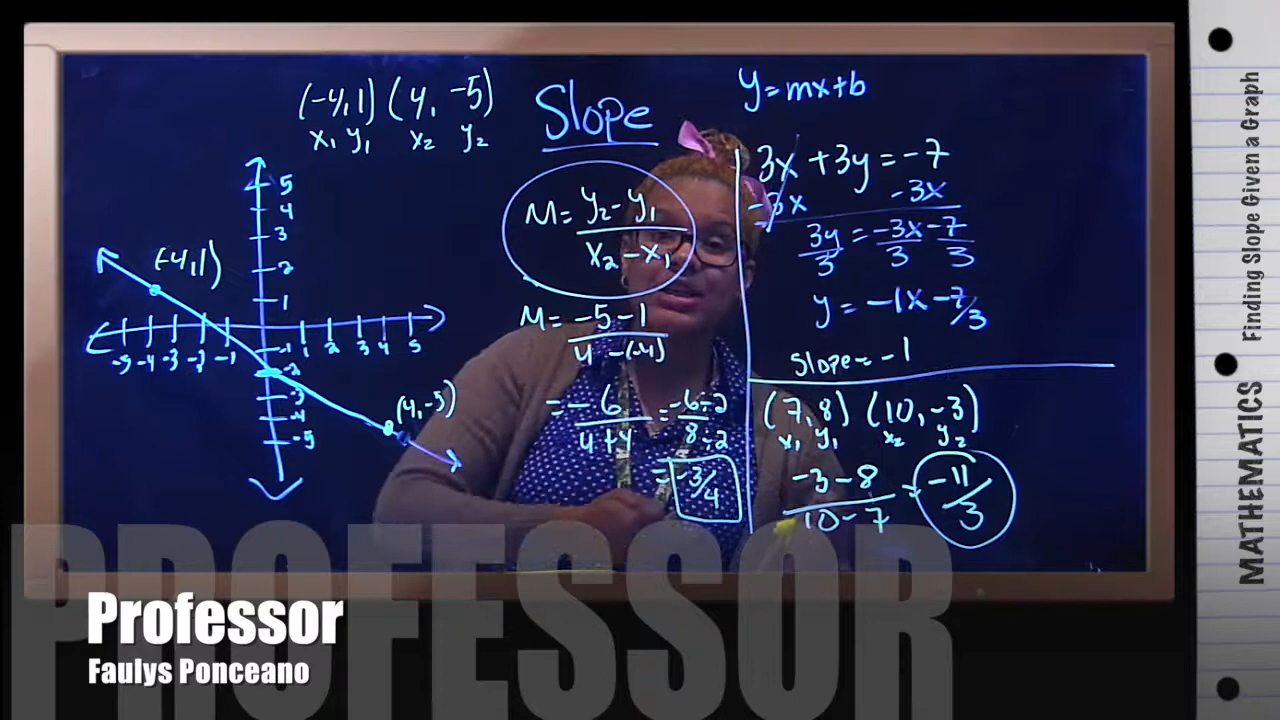 (-4,1) (4, -5)
x₁ y₁ x₂ y₂
Slope
y=mx+b
5
4
3
2
1
-5 -4 -3 -2 -1 1 2 3 4 5
-1
-2
-3
-4
-5
(-4,1)
(4,-5)
M= y₂-y₁
x₂-x₁
M= -5-1
4-(-4)
= -6 = -6÷2
4+4 8÷2
= -3/4
3x +3y=-7
-3x -3x
3y = -3x -7
3 3 3
y= -1x -7/3
Slope= -1
(7,8) (10,-3)
x₁ y₁ x₂ y₂
-3-8 = -11/3
10-7
PROFESSOR
Professor
Faulys Ponceano
MATHEMATICS
Finding Slope Given a Graph